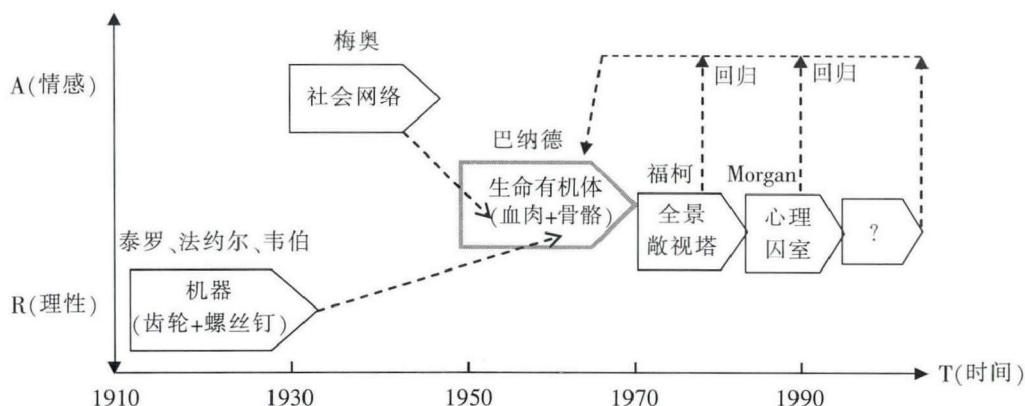 梅奥
A(情感)
社会网络
回归
回归
巴纳德
生命有机体
(血肉+骨骼)
福柯
Morgan
全景
敞视塔
心理
囚室
?
泰罗、法约尔、韦伯
R(理性)
机器
(齿轮+螺丝钉)
T(时间)
1910
1930
1950
1970
1990